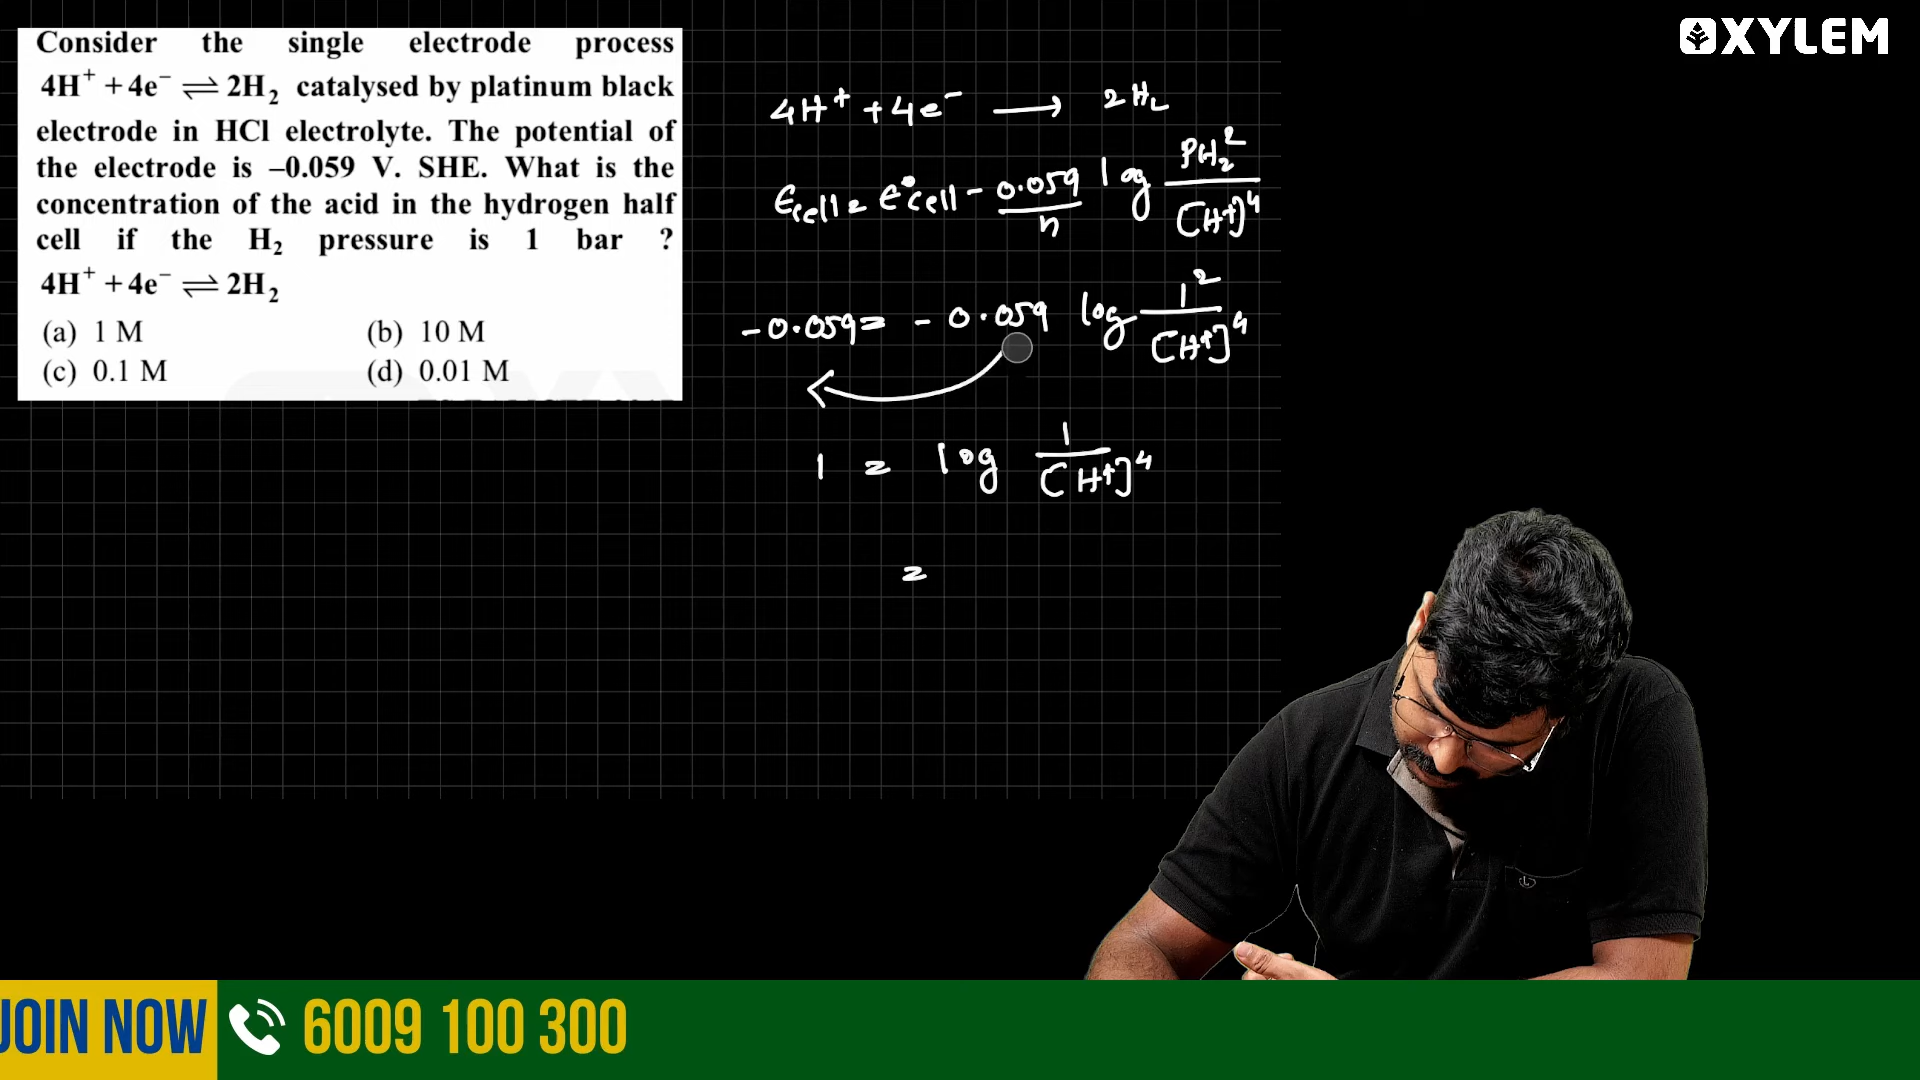 OXYLEM
Consider the single electrode process
4H⁺ + 4e⁻ ⇌ 2H₂ catalysed by platinum black
electrode in HCl electrolyte. The potential of
the electrode is –0.059 V. SHE. What is the
concentration of the acid in the hydrogen half
cell if the H₂ pressure is 1 bar ?
4H⁺ + 4e⁻ ⇌ 2H₂
(a) 1 M (b) 10 M
(c) 0.1 M (d) 0.01 M
4H⁺ + 4e⁻ ⟶ 2H₂
Ecell = E°cell - 0.059/n log PH₂²/[H⁺]⁴
-0.059 = - 0.059 log 1²/[H⁺]⁴
1 = log 1/[H⁺]⁴
=
JOIN NOW 6009 100 300